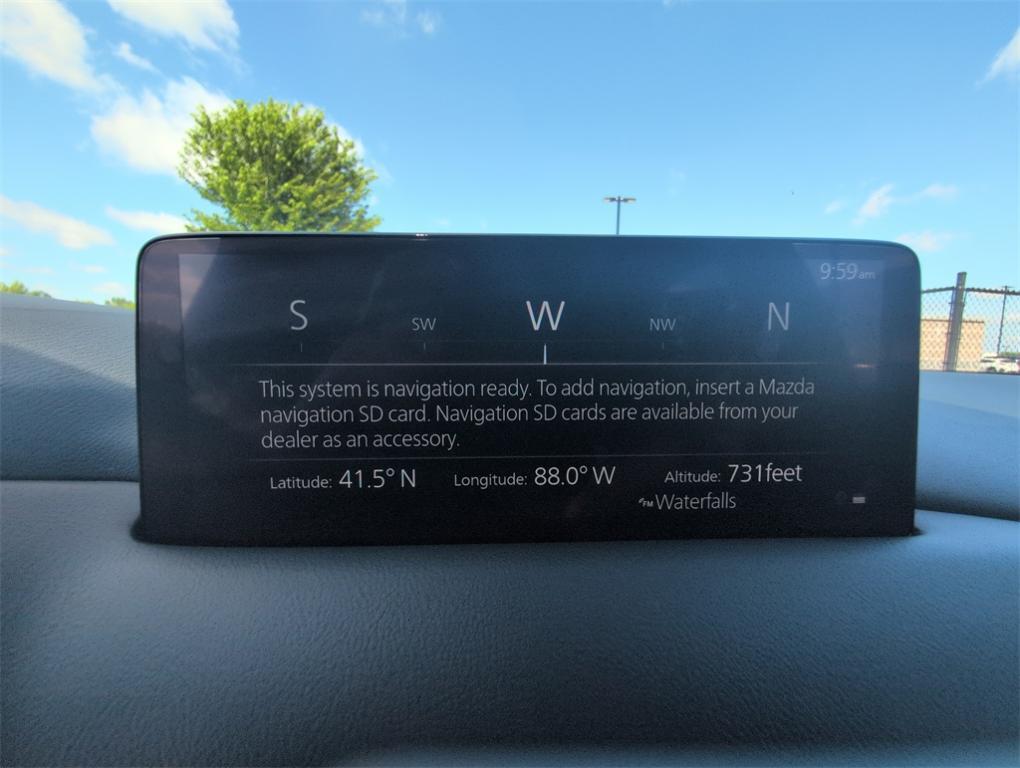 9:59am
S SW W NW N
This system is navigation ready. To add navigation, insert a Mazda
navigation SD card. Navigation SD cards are available from your
dealer as an accessory.
Latitude: 41.5° N Longitude: 88.0° W Altitude: 731feet
FM Waterfalls